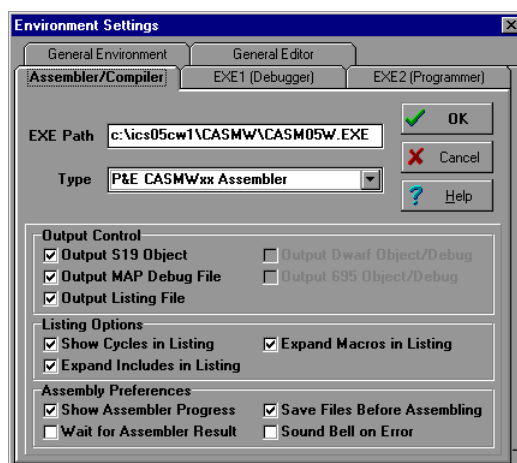 Environment Settings
General Environment
General Editor
Assembler/Compiler
EXE1 (Debugger)
EXE2 (Programmer)
EXE Path
c:\ics05cw1\CASMW\CASM05W.EXE
Type
P&E CASMWxx Assembler
OK
Cancel
Help
Output Control
Output S19 Object
Output Dwarf Object/Debug
Output MAP Debug File
Output 695 Object/Debug
Output Listing File
Listing Options
Show Cycles in Listing
Expand Macros in Listing
Expand Includes in Listing
Assembly Preferences
Show Assembler Progress
Save Files Before Assembling
Wait for Assembler Result
Sound Bell on Error